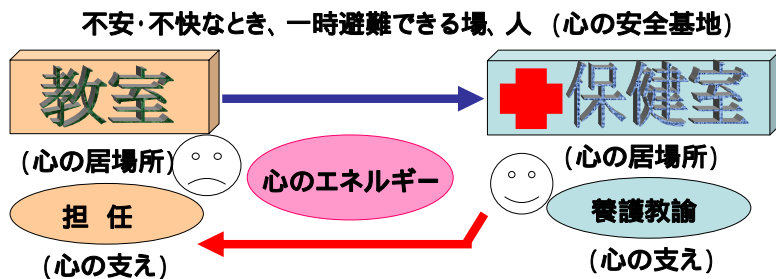 不安・不快なとき、一時避難できる場、人 (心の安全基地)
教室
保健室
(心の居場所)
(心の居場所)
心のエネルギー
担 任
養護教諭
(心の支え)
(心の支え)